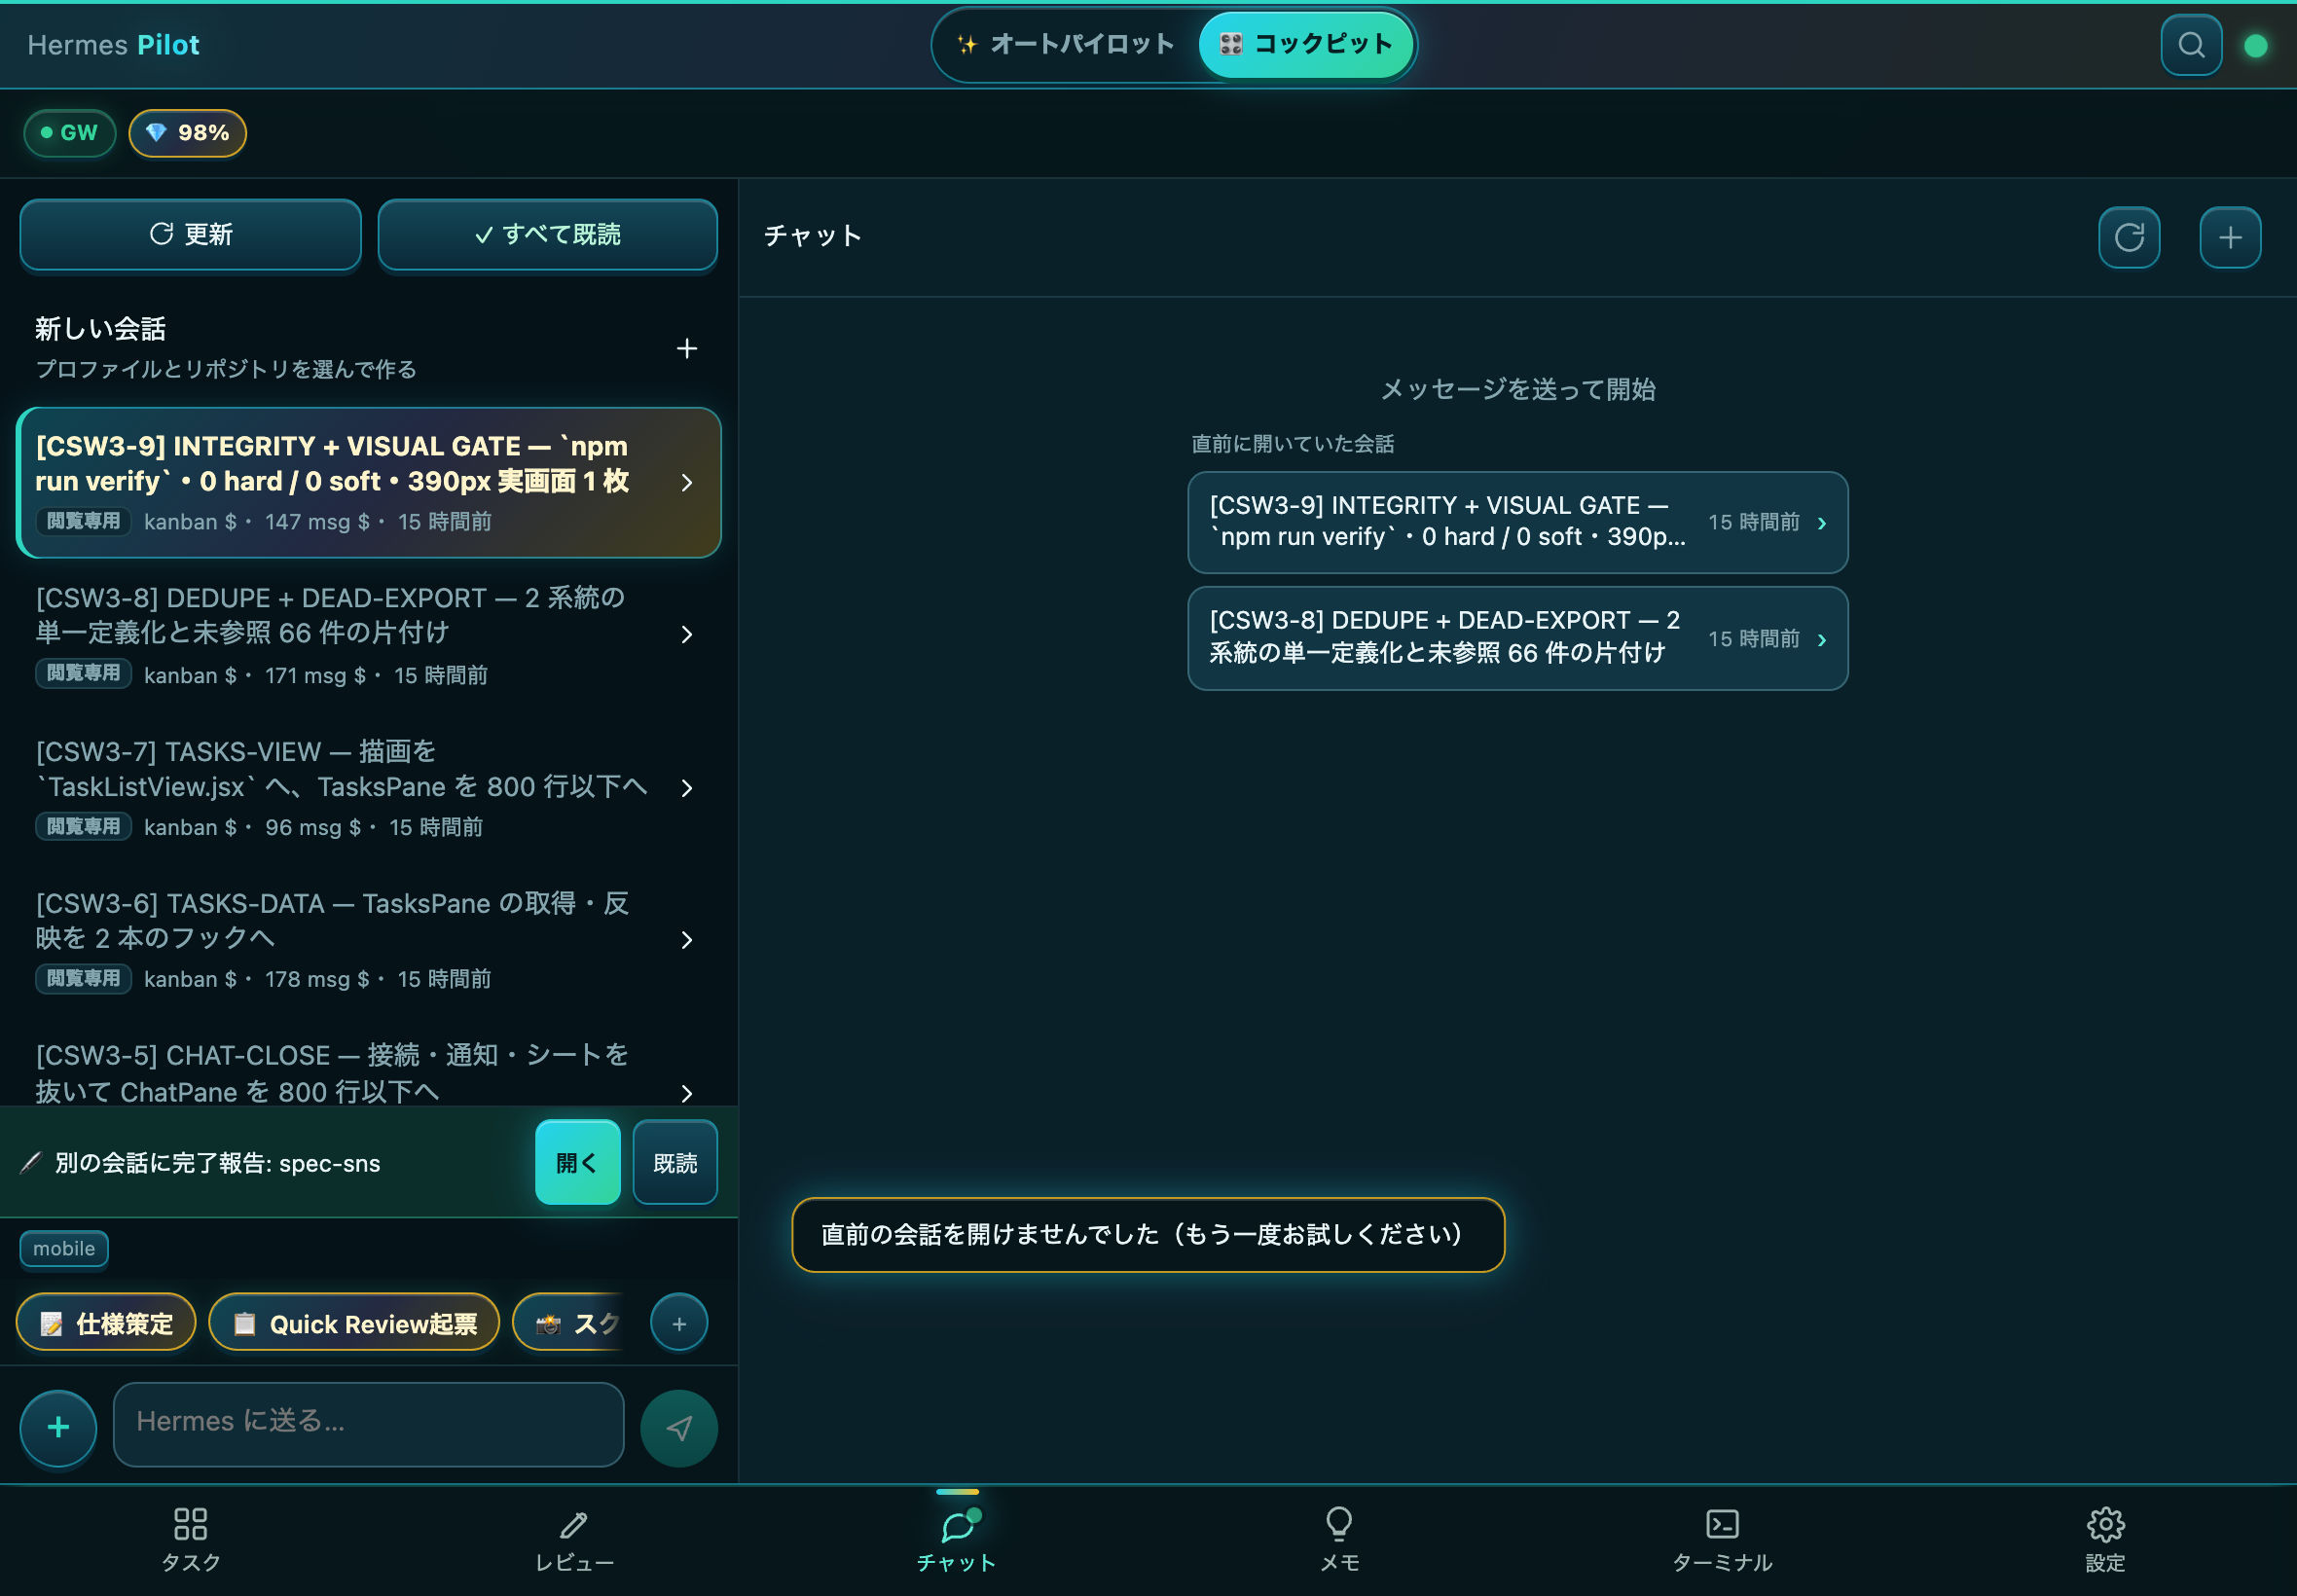 Hermes Pilot
✨ オートパイロット
🎛️ コックピット
GW
💎 98%
更新
✓ すべて既読
新しい会話
プロファイルとリポジトリを選んで作る
[CSW3-9] INTEGRITY + VISUAL GATE — `npm
run verify`・0 hard / 0 soft・390px 実画面 1 枚
閲覧専用 kanban $・ 147 msg $・ 15 時間前
[CSW3-8] DEDUPE + DEAD-EXPORT — 2 系統の
単一定義化と未参照 66 件の片付け
閲覧専用 kanban $・ 171 msg $・ 15 時間前
[CSW3-7] TASKS-VIEW — 描画を
`TaskListView.jsx` へ、TasksPane を 800 行以下へ
閲覧専用 kanban $・ 96 msg $・ 15 時間前
[CSW3-6] TASKS-DATA — TasksPane の取得・反
映を 2 本のフックへ
閲覧専用 kanban $・ 178 msg $・ 15 時間前
[CSW3-5] CHAT-CLOSE — 接続・通知・シートを
抜いて ChatPane を 800 行以下へ
別の会話に完了報告: spec-sns
開く
既読
mobile
📝 仕様策定
📋 Quick Review起票
📸 スク
+
+
Hermes に送る...
チャット
メッセージを送って開始
直前に開いていた会話
[CSW3-9] INTEGRITY + VISUAL GATE —
`npm run verify`・0 hard / 0 soft・390p...
15 時間前
[CSW3-8] DEDUPE + DEAD-EXPORT — 2
系統の単一定義化と未参照 66 件の片付け
15 時間前
直前の会話を開けませんでした（もう一度お試しください）
タスク
レビュー
チャット
メモ
ターミナル
設定